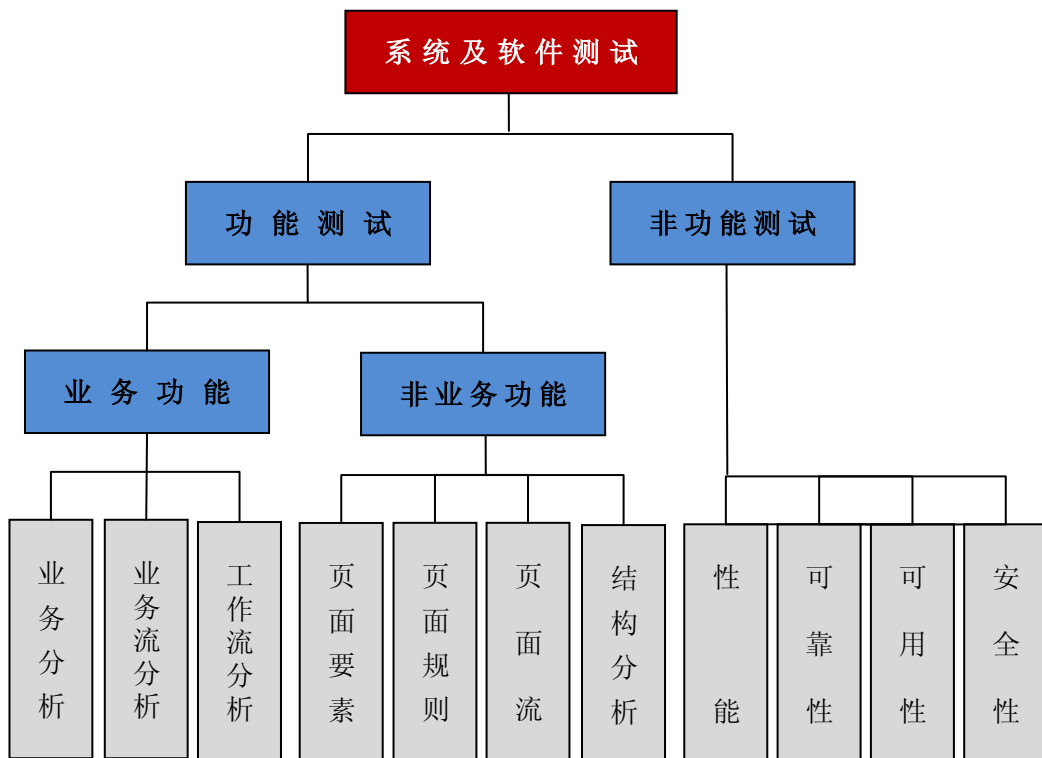 系统及软件测试
功能测试
非功能测试
业务功能
非业务功能
业务分析
业务流分析
工作流分析
页面要素
页面规则
页面流
结构分析
性能
可靠性
可用性
安全性